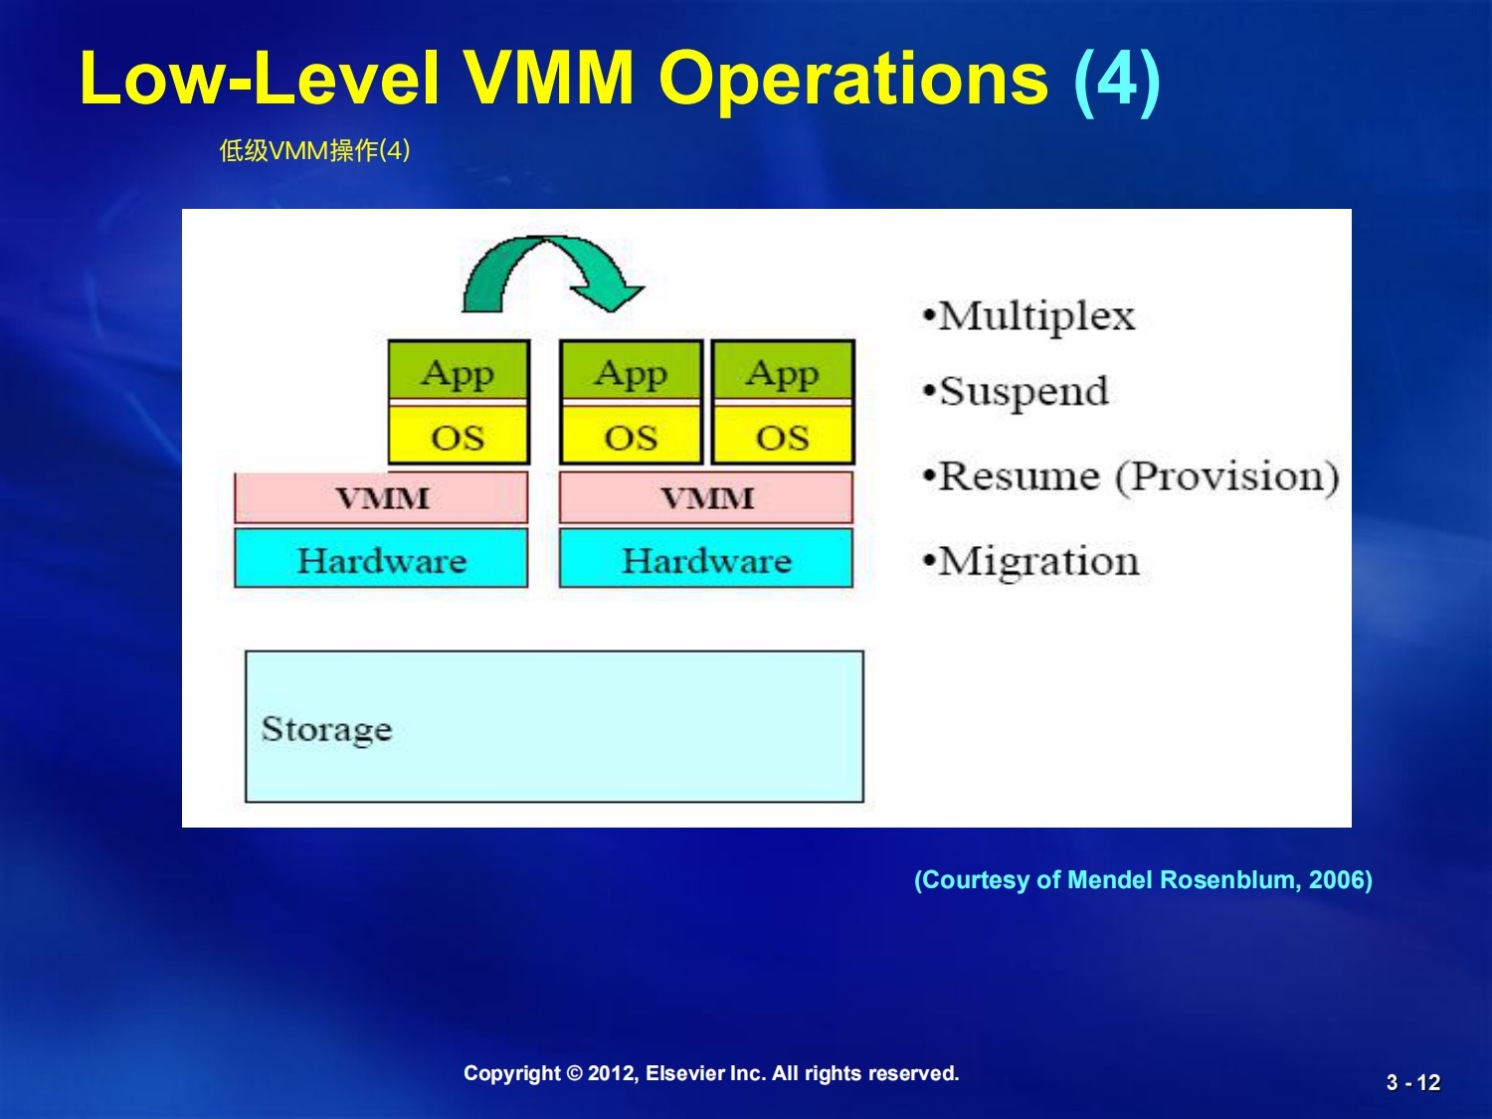 Low-Level VMM Operations (4)
低级VMM操作(4)
App
App
App
OS
OS
OS
VMM
VMM
Hardware
Hardware
Storage
•Multiplex
•Suspend
•Resume (Provision)
•Migration
(Courtesy of Mendel Rosenblum, 2006)
Copyright © 2012, Elsevier Inc. All rights reserved.
3 - 12